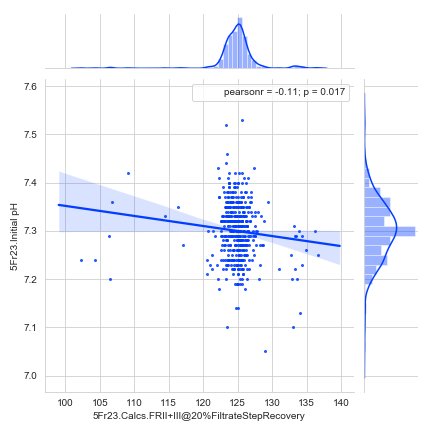 7.6
pearsonr = -0.11; p = 0.017
7.5
7.4
7.3
7.2
7.1
7.0
5Fr23.Initial pH
100 105 110 115 120 125 130 135 140
5Fr23.Calcs.FRII+III@20%FiltrateStepRecovery